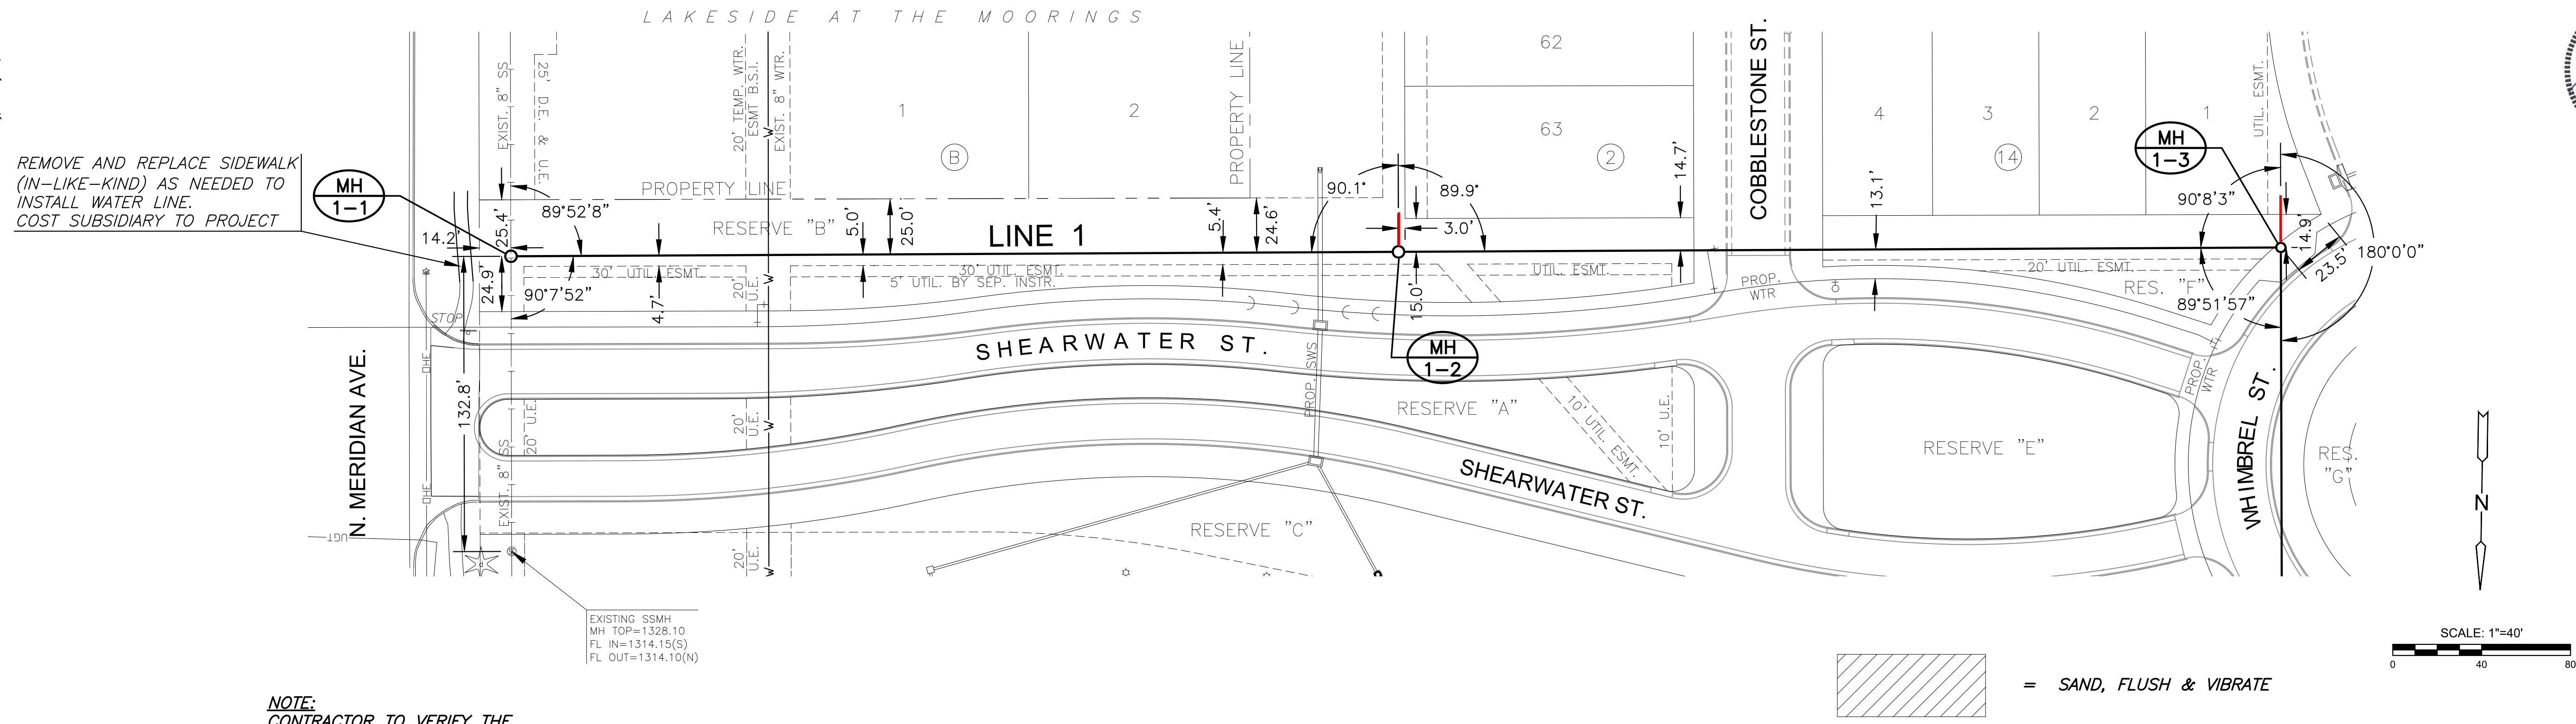 LAKESIDE AT THE MOORINGS
REMOVE AND REPLACE SIDEWALK
(IN-LIKE-KIND) AS NEEDED TO
INSTALL WATER LINE.
COST SUBSIDIARY TO PROJECT
MH
1-1
14.2'
25.4'
24.9'
132.8'
89°52'8"
90°7'52"
EXIST. 8" SS
25' D.E. & U.E.
20' TEMP. WTR.
ESMT B.S.I.
EXIST. 8" WTR.
W
1
B
2
PROPERTY LINE
PROPERTY LINE
RESERVE "B"
LINE 1
5.0'
25.0'
5.4'
24.6'
4.7'
30' UTIL. ESMT.
20'
U.E.
30' UTIL. ESMT.
5' UTIL. BY SEP. INSTR.
W
90.1°
89.9°
3.0'
15.0'
62
63
2
14.7'
UTIL. ESMT.
MH
1-2
COBBLESTONE ST.
PROP.
WTR
13.1'
4
3
2
1
14
UTIL. ESMT.
MH
1-3
90°8'3"
14.9'
23.5'
180°0'0"
89°51'57"
20' UTIL. ESMT.
RES. "F"
PROP.
WTR
STOP
OHE
OHE
N. MERIDIAN AVE.
SHEARWATER ST.
PROP. SWS
EXIST. 8" SS
20' U.E.
20'
U.E.
W
RESERVE "A"
10' UTIL. ESMT.
10' U.E.
SHEARWATER ST.
RESERVE "E"
WHIMBREL ST.
RES.
"G"
UGT
20'
U.E.
W
RESERVE "C"
N
EXISTING SSMH
MH TOP=1328.10
FL IN=1314.15(S)
FL OUT=1314.10(N)
SCALE: 1"=40'
0 40 80
= SAND, FLUSH & VIBRATE
NOTE:
CONTRACTOR TO VERIFY THE